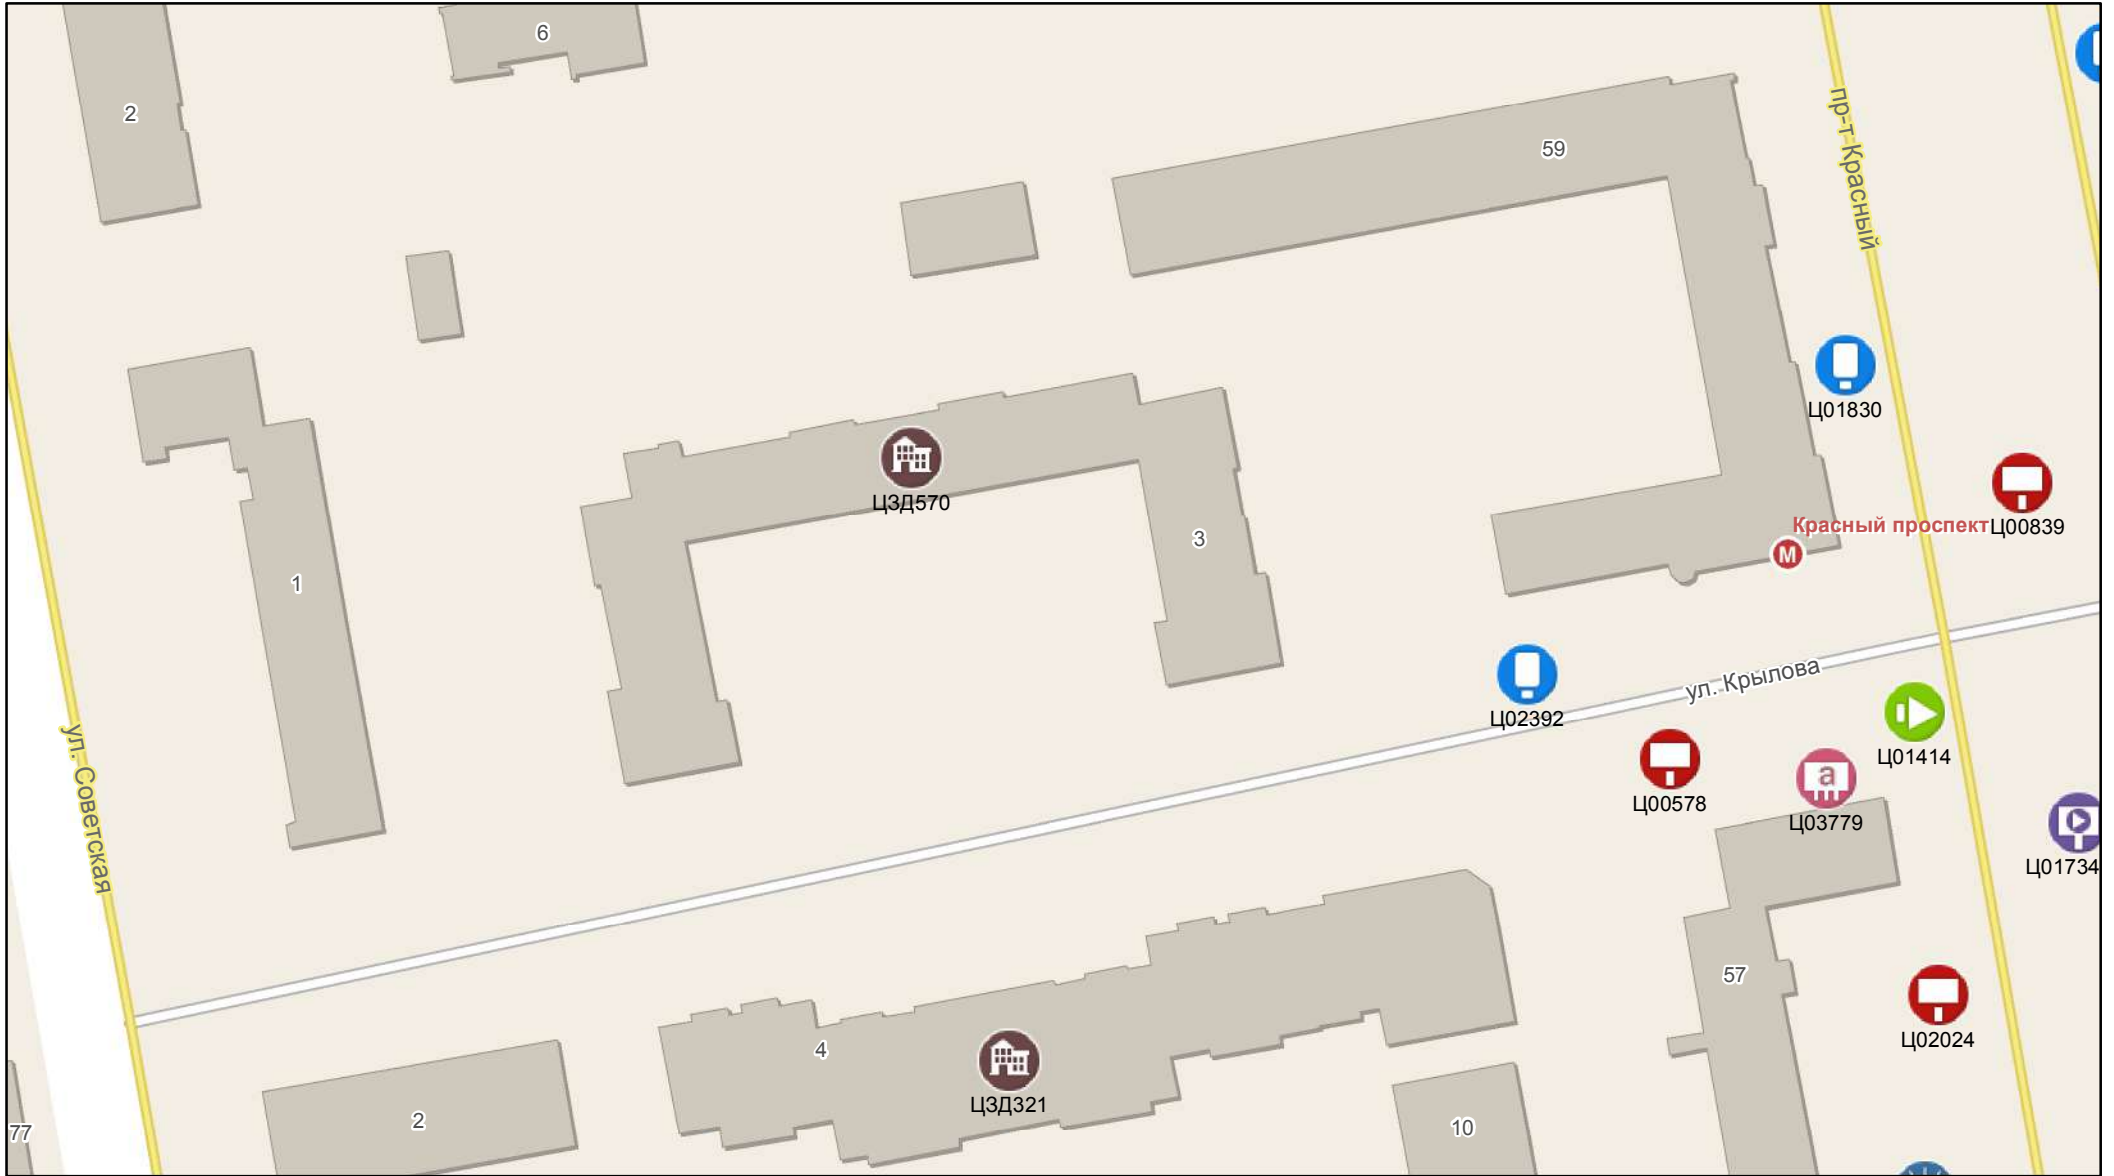 6
2
59
пр-т Красный
Ц01830
ЦЗД570
Ц00839
Красный проспект
М
3
1
ул. Крылова
Ц02392
Ц01414
ул. Советская
Ц00578
а
Ц03779
Ц01734
57
Ц02024
4
ЦЗД321
2
10
77